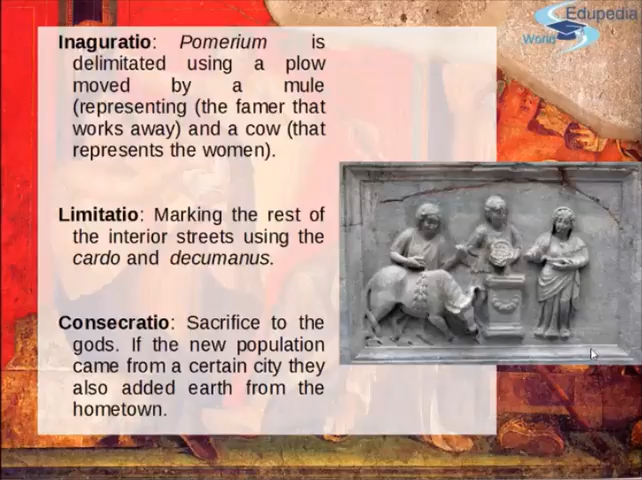 Edupedia
World
Inaguratio: Pomerium is
delimitated using a plow
moved by a mule
(representing (the famer that
works away) and a cow (that
represents the women).
Limitatio: Marking the rest of
the interior streets using the
cardo and decumanus.
Consecratio: Sacrifice to the
gods. If the new population
came from a certain city they
also added earth from the
hometown.